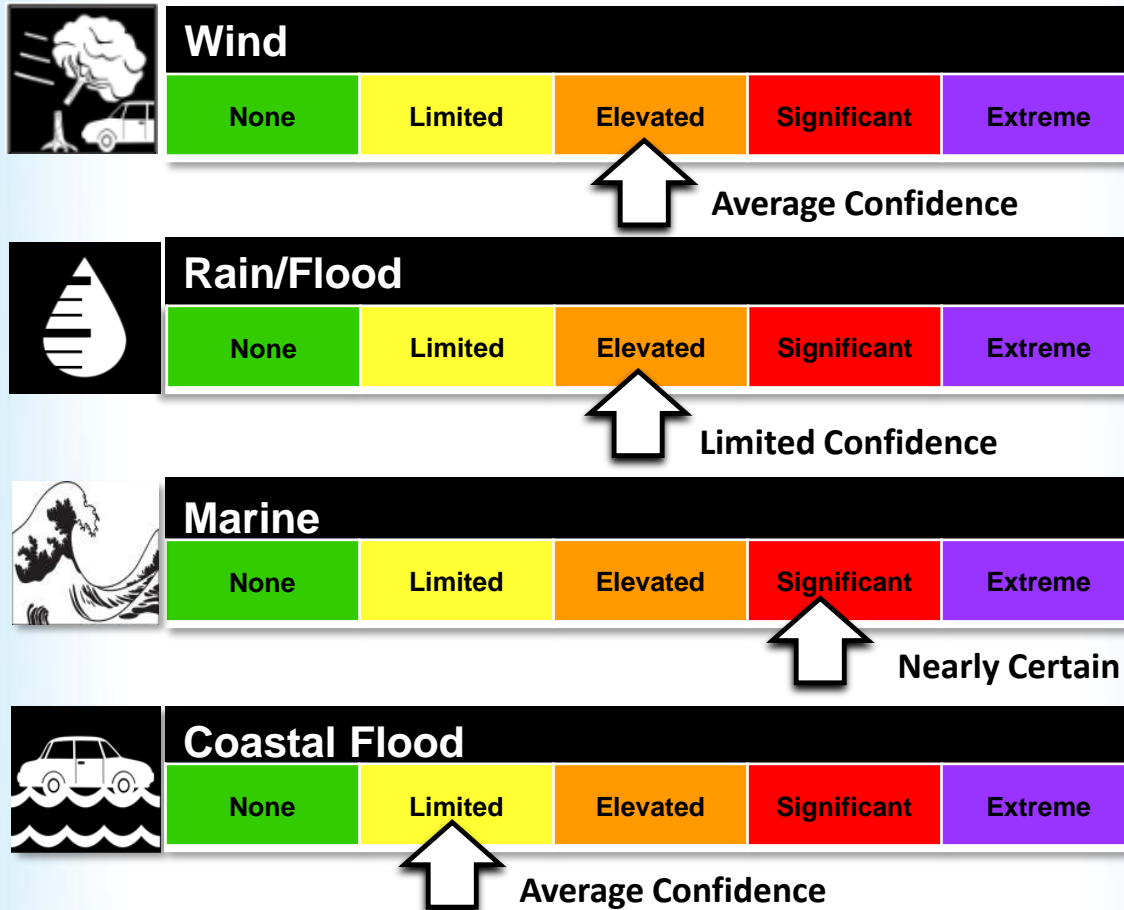 Wind
None Limited Elevated Significant Extreme
Average Confidence
Rain/Flood
None Limited Elevated Significant Extreme
Limited Confidence
Marine
None Limited Elevated Significant Extreme
Nearly Certain
Coastal Flood
None Limited Elevated Significant Extreme
Average Confidence